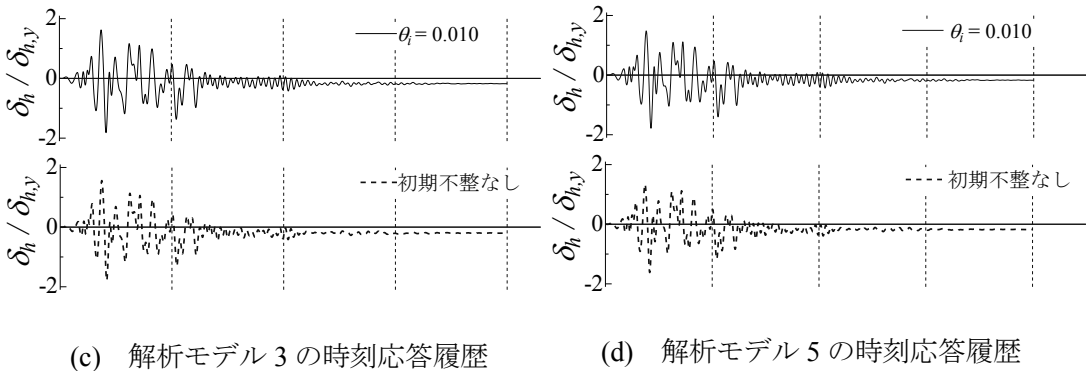 2
0
-2
δh / δh,y
θi = 0.010
2
0
-2
δh / δh,y
初期不整なし
(c) 解析モデル 3 の時刻応答履歴
2
0
-2
δh / δh,y
θi = 0.010
2
0
-2
δh / δh,y
初期不整なし
(d) 解析モデル 5 の時刻応答履歴